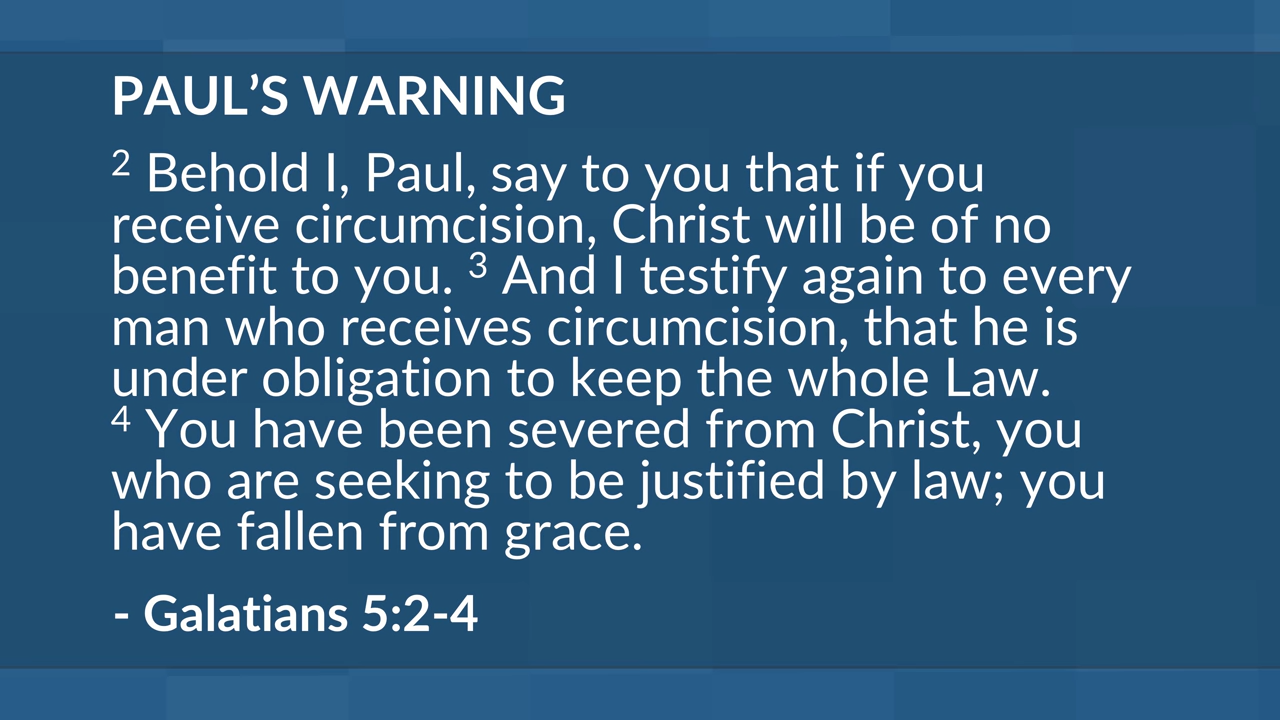 PAUL’S WARNING
² Behold I, Paul, say to you that if you
receive circumcision, Christ will be of no
benefit to you. ³ And I testify again to every
man who receives circumcision, that he is
under obligation to keep the whole Law.
⁴ You have been severed from Christ, you
who are seeking to be justified by law; you
have fallen from grace.
- Galatians 5:2-4